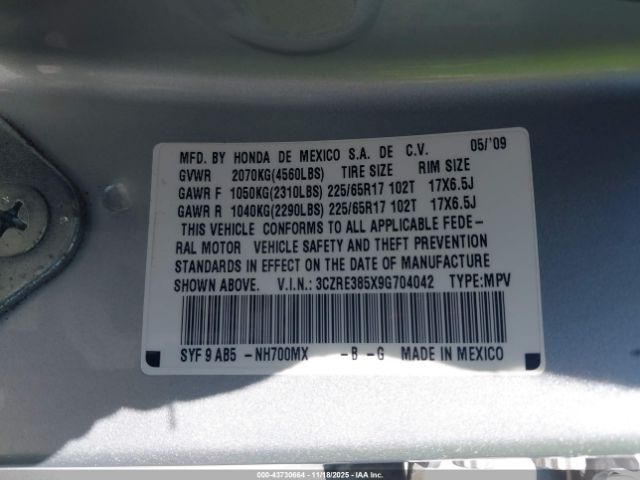 MFD. BY HONDA DE MEXICO S.A. DE C.V. 05/'09
GVWR 2070KG(4560LBS) TIRE SIZE RIM SIZE
GAWR F 1050KG(2310LBS) 225/65R17 102T 17X6.5J
GAWR R 1040KG(2290LBS) 225/65R17 102T 17X6.5J
THIS VEHICLE CONFORMS TO ALL APPLICABLE FEDE-
RAL MOTOR VEHICLE SAFETY AND THEFT PREVENTION
STANDARDS IN EFFECT ON THE DATE OF MANUFACTURE
SHOWN ABOVE. V.I.N.: 3CZRE385X9G704042 TYPE:MPV
SYF 9 AB5 -NH700MX -B -G MADE IN MEXICO
000-43730664 - 11/18/2025 - IAA